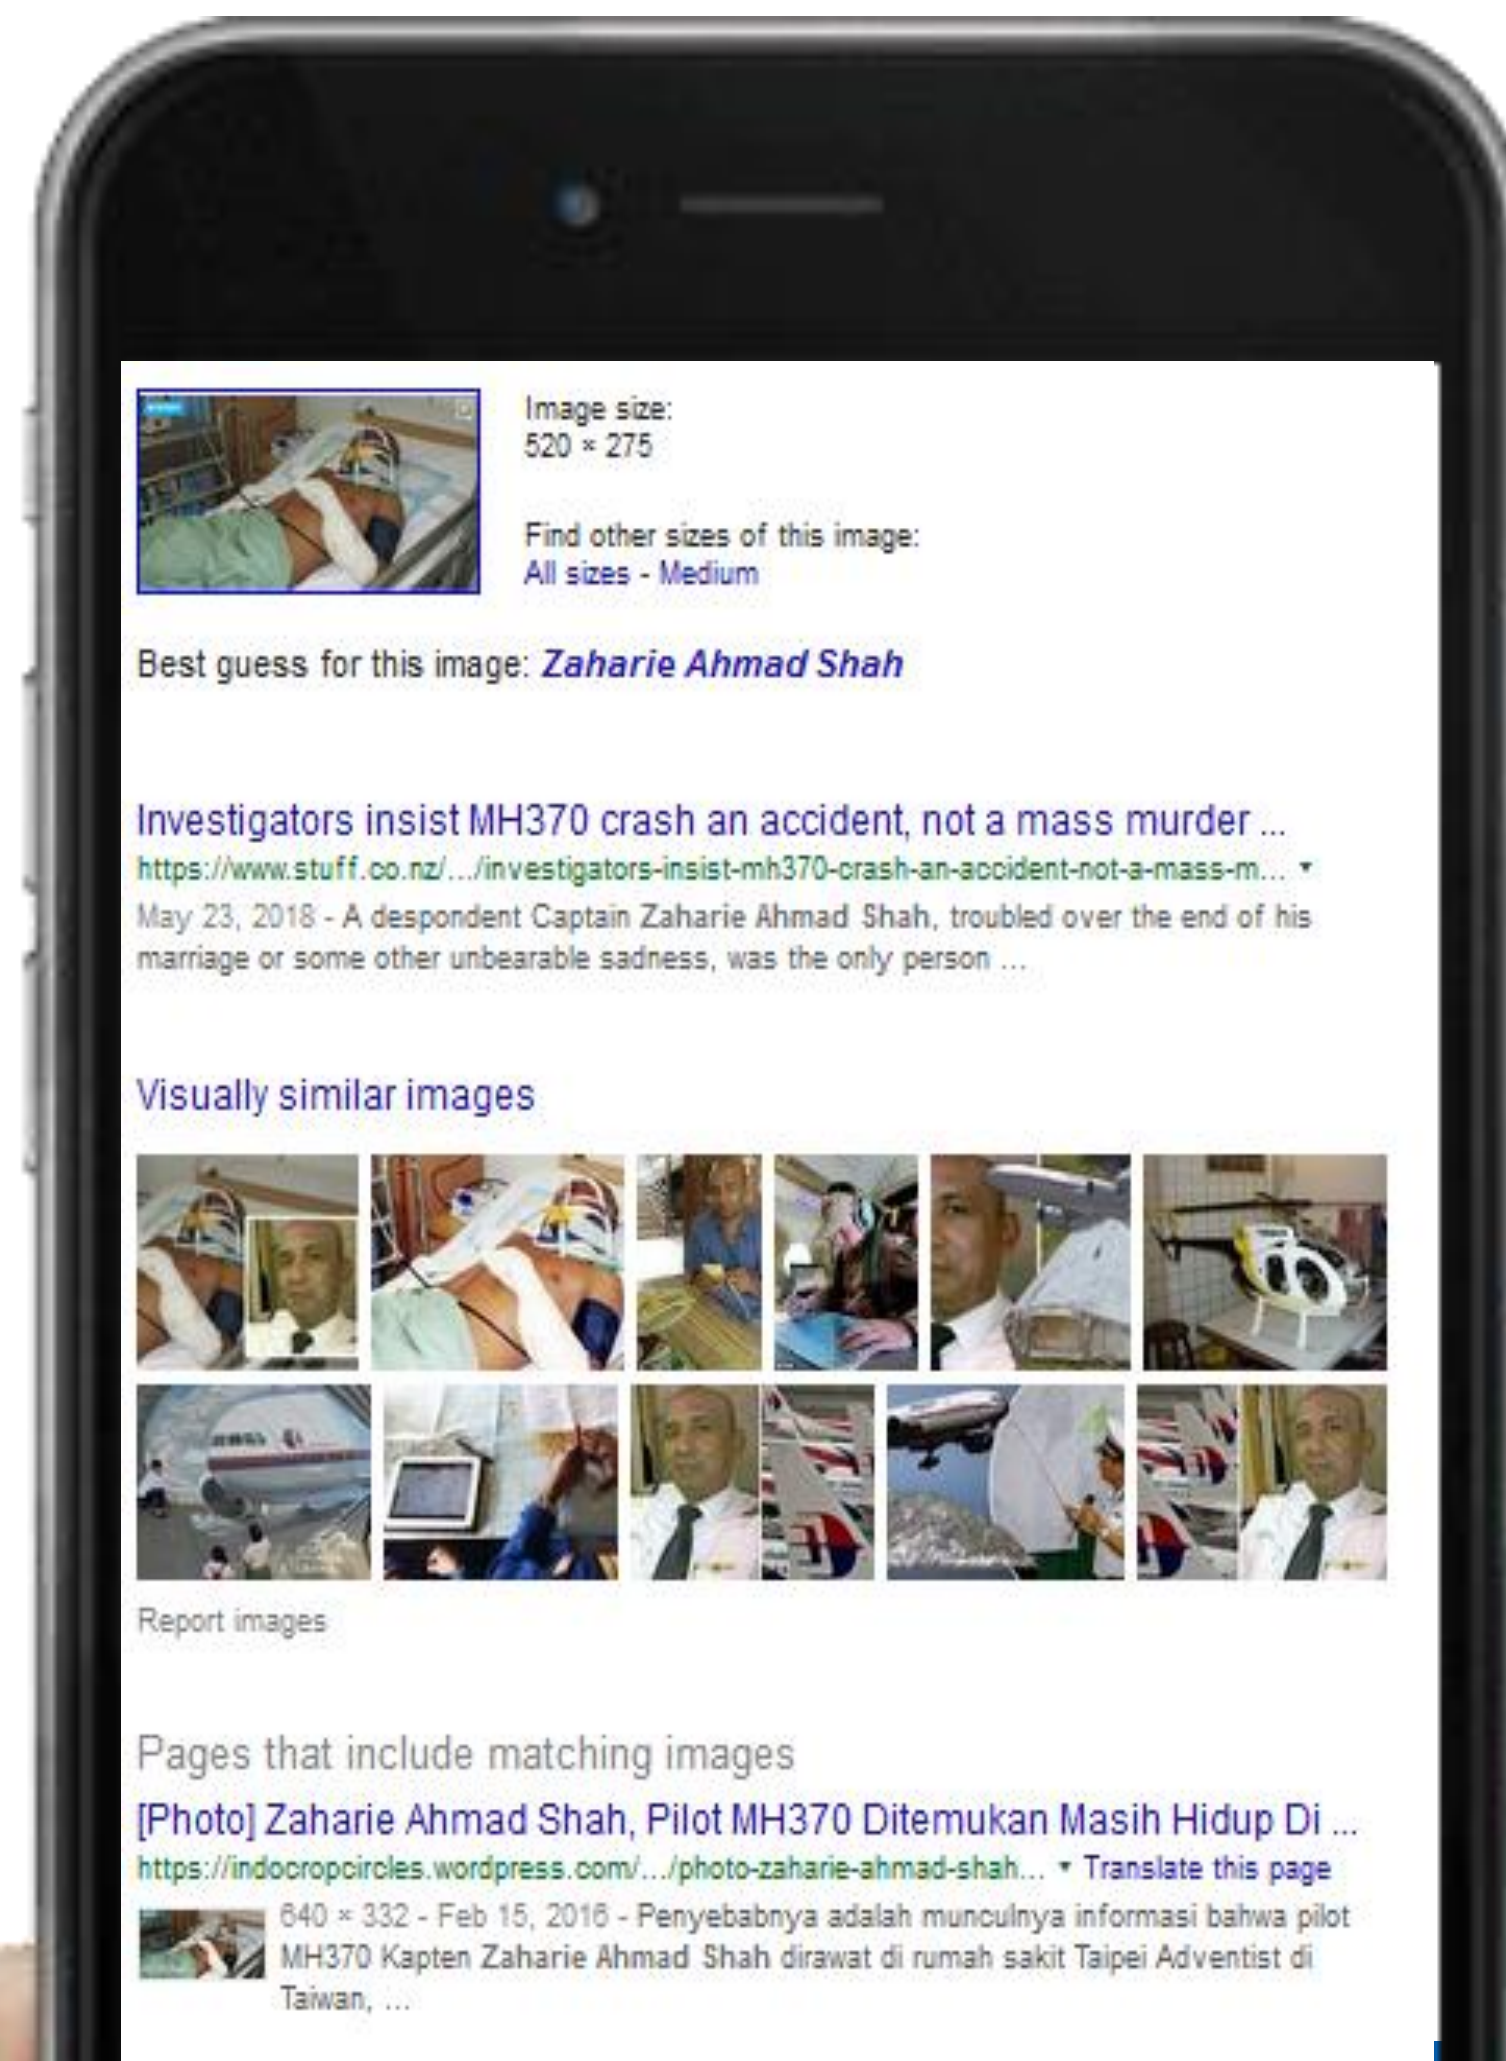 Image size:
520 × 275
Find other sizes of this image:
All sizes - Medium
Best guess for this image: Zaharie Ahmad Shah
Investigators insist MH370 crash an accident, not a mass murder ...
https://www.stuff.co.nz/.../investigators-insist-mh370-crash-an-accident-not-a-mass-m... ▾
May 23, 2018 - A despondent Captain Zaharie Ahmad Shah, troubled over the end of his
marriage or some other unbearable sadness, was the only person ...
Visually similar images
Report images
Pages that include matching images
[Photo] Zaharie Ahmad Shah, Pilot MH370 Ditemukan Masih Hidup Di ...
https://indocropcircles.wordpress.com/.../photo-zaharie-ahmad-shah... ▾ Translate this page
640 × 332 - Feb 15, 2016 - Penyebabnya adalah munculnya informasi bahwa pilot
MH370 Kapten Zaharie Ahmad Shah dirawat di rumah sakit Taipei Adventist di
Taiwan, ...